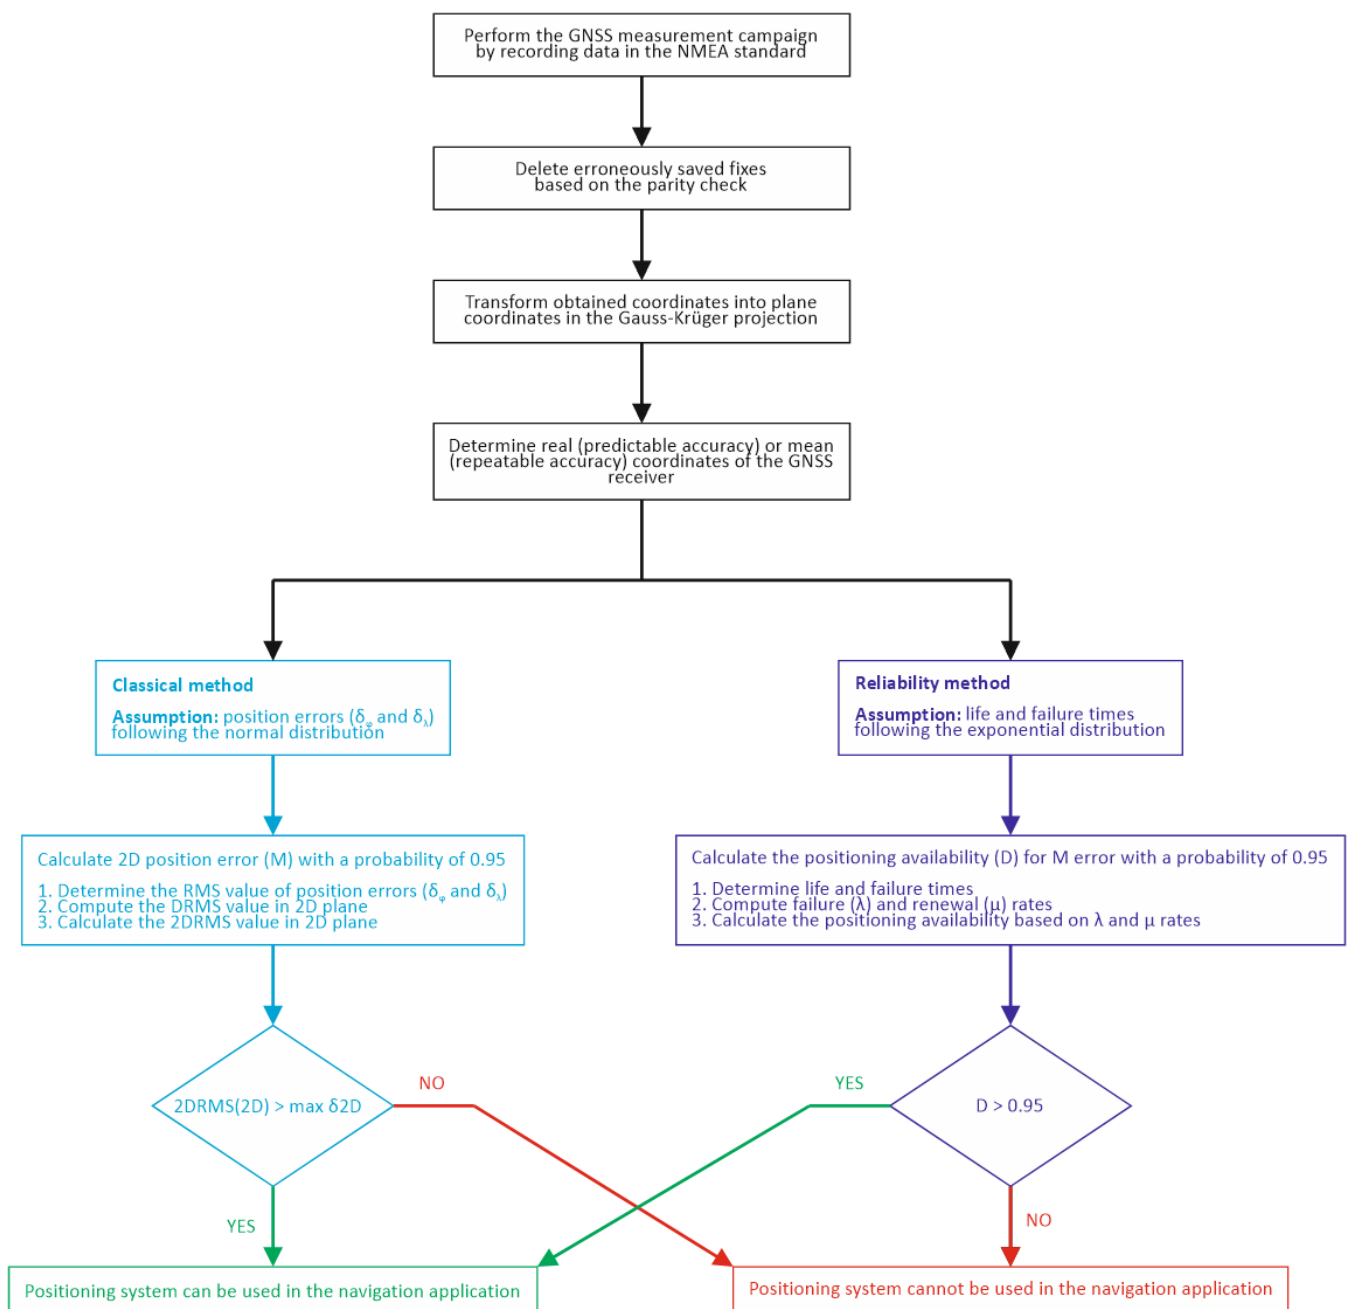 Perform the GNSS measurement campaign
by recording data in the NMEA standard
Delete erroneously saved fixes
based on the parity check
Transform obtained coordinates into plane
coordinates in the Gauss-Krüger projection
Determine real (predictable accuracy) or mean
(repeatable accuracy) coordinates of the GNSS
receiver
Classical method
Assumption: position errors (δφ and δλ)
following the normal distribution
Calculate 2D position error (M) with a probability of 0.95
1. Determine the RMS value of position errors (δφ and δλ)
2. Compute the DRMS value in 2D plane
3. Calculate the 2DRMS value in 2D plane
2DRMS(2D) > max δ2D
NO
YES
Reliability method
Assumption: life and failure times
following the exponential distribution
Calculate the positioning availability (D) for M error with a probability of 0.95
1. Determine life and failure times
2. Compute failure (λ) and renewal (μ) rates
3. Calculate the positioning availability based on λ and μ rates
YES
D > 0.95
NO
Positioning system can be used in the navigation application
Positioning system cannot be used in the navigation application